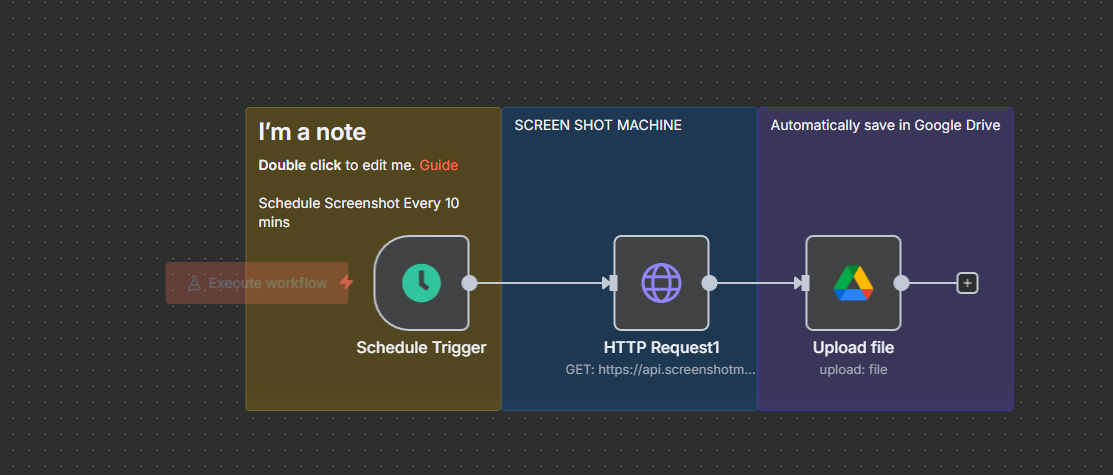 I'm a note
Double click to edit me. Guide
Schedule Screenshot Every 10
mins
SCREEN SHOT MACHINE
Automatically save in Google Drive
Execute workflow
Schedule Trigger
HTTP Request1
GET: https://api.screenshotm...
Upload file
upload: file